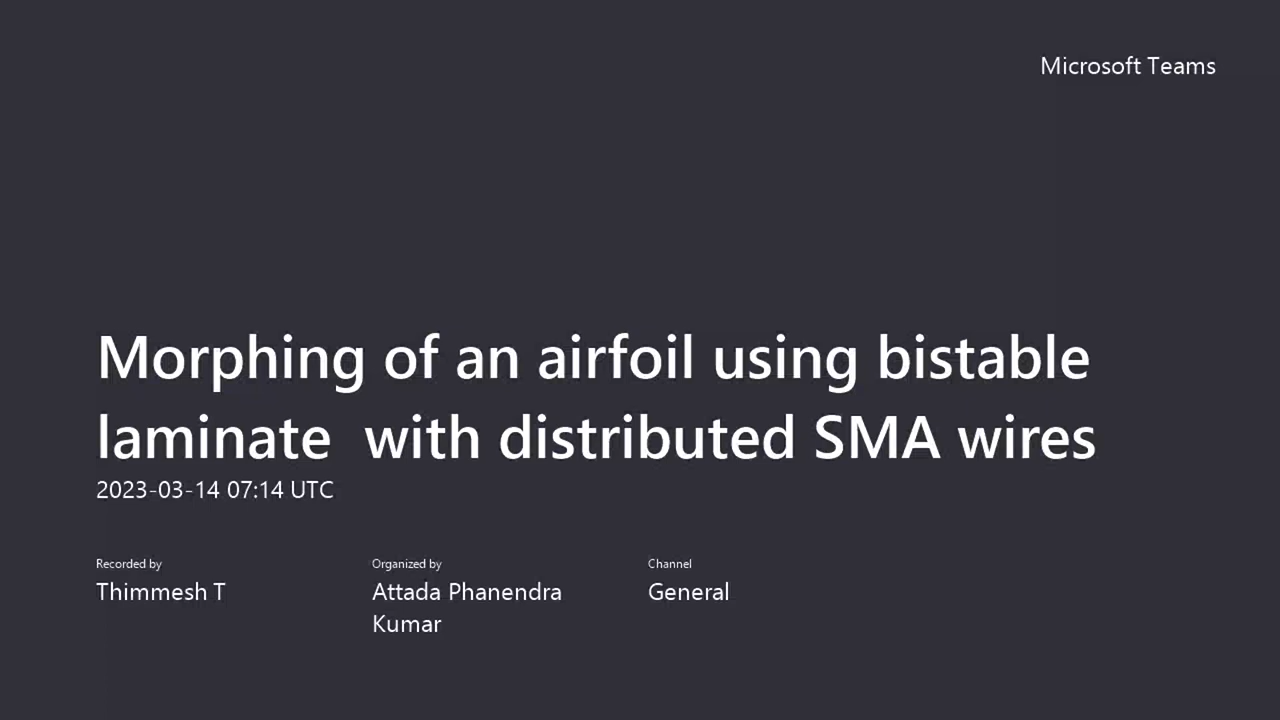 Microsoft Teams
Morphing of an airfoil using bistable
laminate  with distributed SMA wires
2023-03-14 07:14 UTC
Recorded by
Thimmesh T
Organized by
Attada Phanendra
Kumar
Channel
General